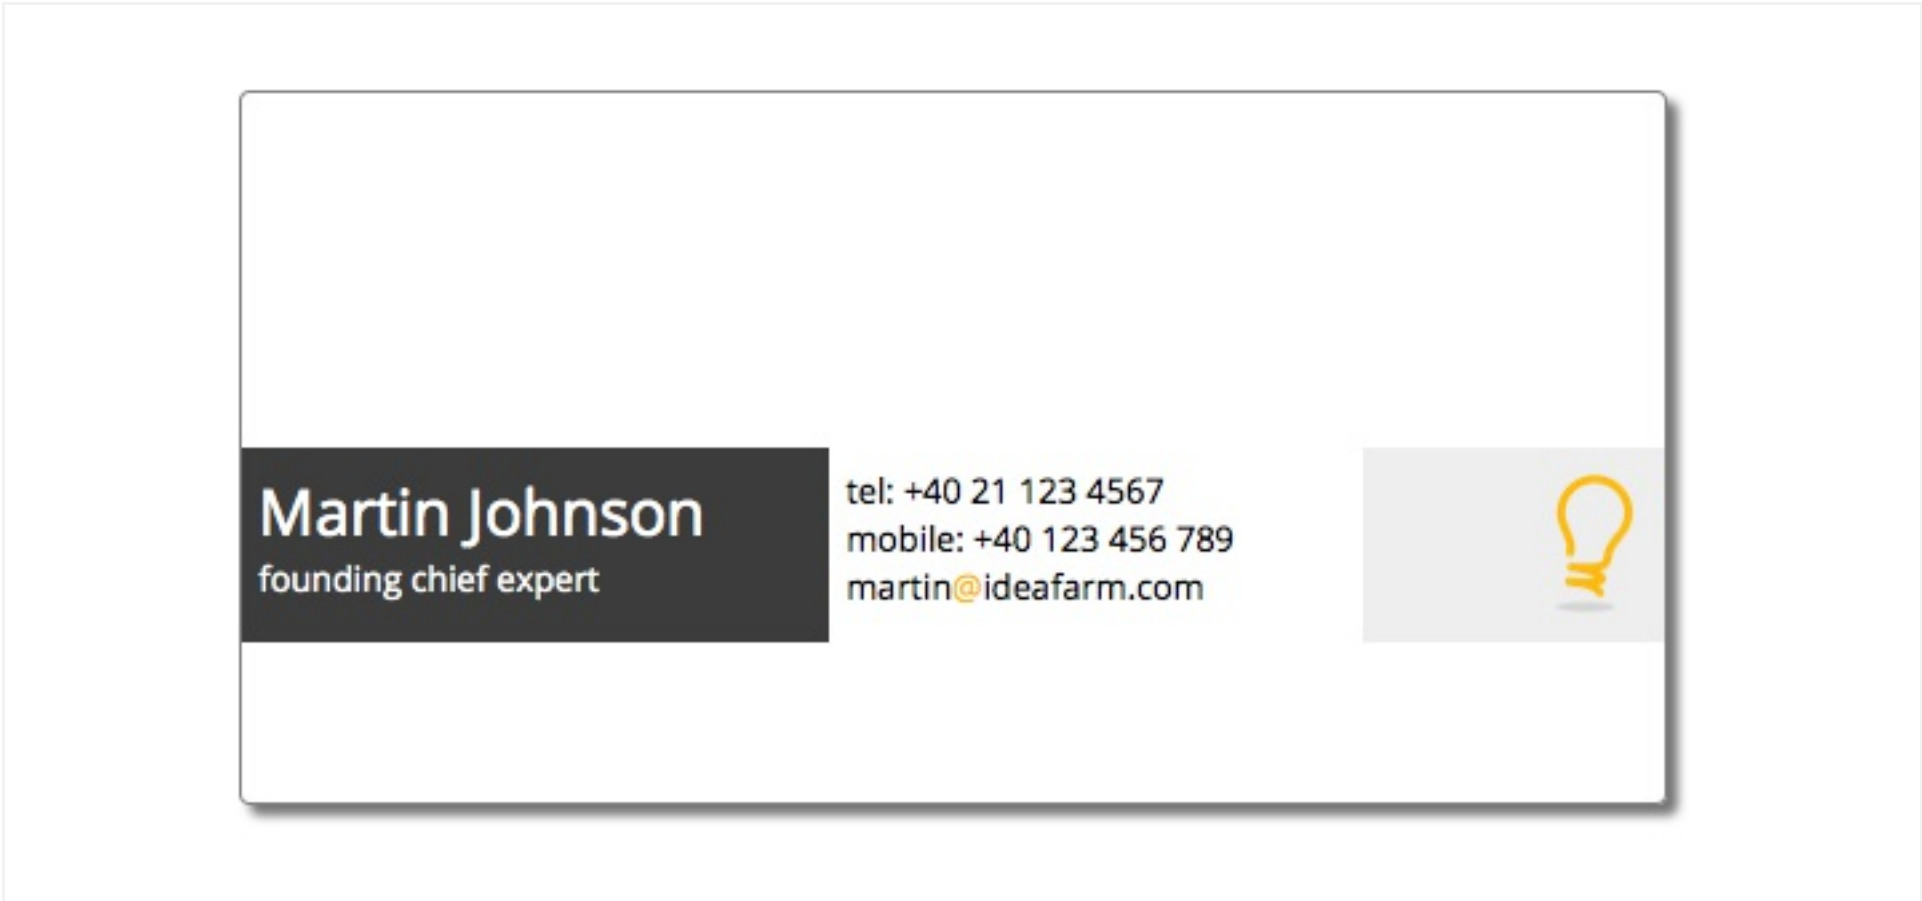 Martin Johnson
founding chief expert
tel: +40 21 123 4567
mobile: +40 123 456 789
martin@ideafarm.com